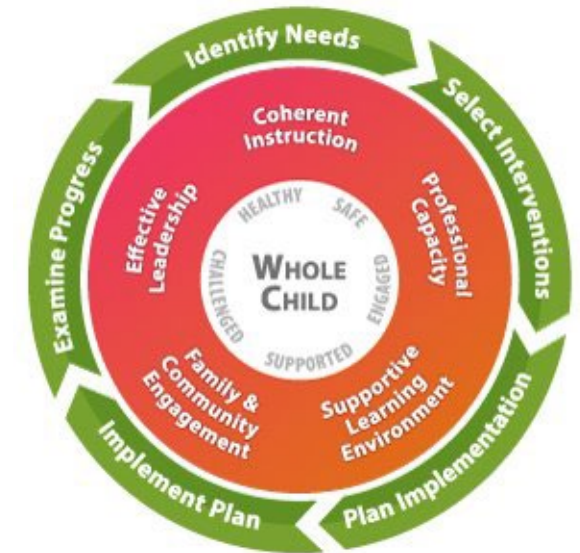 Identify Needs
Select Interventions
Plan Implementation
Implement Plan
Examine Progress
Coherent
Instruction
Professional
Capacity
Supportive
Learning
Environment
Family &
Community
Engagement
Effective
Leadership
HEALTHY
SAFE
ENGAGED
SUPPORTED
CHALLENGED
WHOLE
CHILD